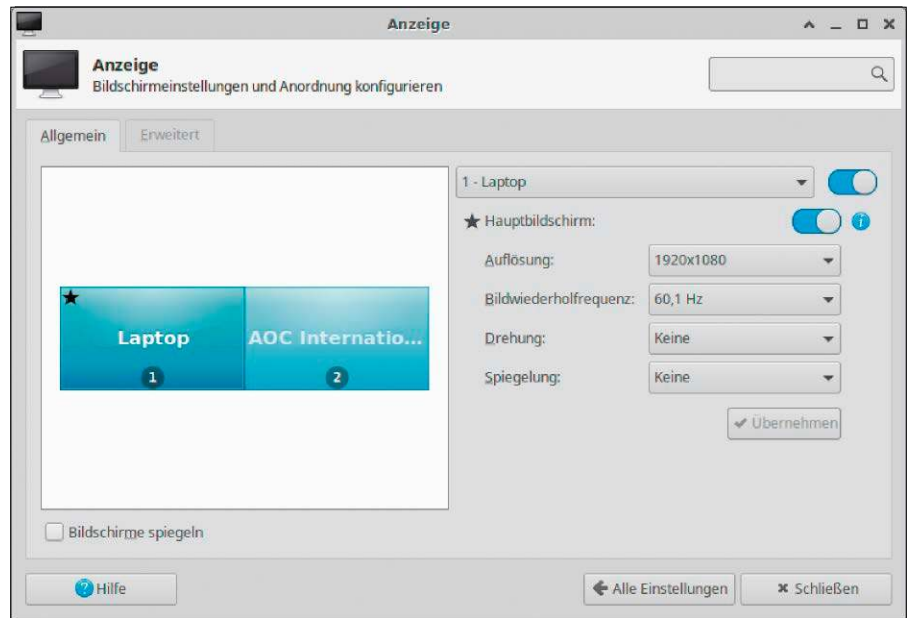 Anzeige
Anzeige
Bildschirmeinstellungen und Anordnung konfigurieren
Allgemein
Erweitert
1 - Laptop
Hauptbildschirm:
Auflösung:
1920x1080
Bildwiederholfrequenz:
60,1 Hz
Drehung:
Keine
Spiegelung:
Keine
Übernehmen
Laptop
1
AOC Internatio...
2
Bildschirme spiegeln
Hilfe
Alle Einstellungen
Schließen